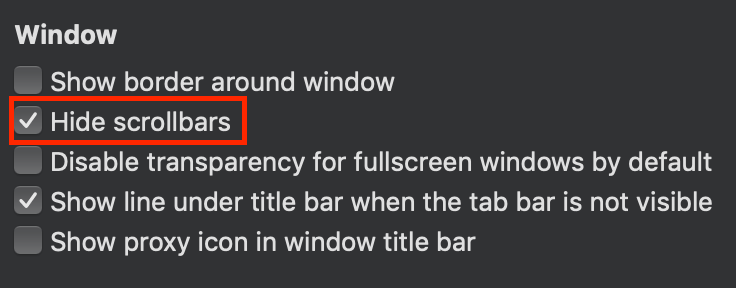 Window
Show border around window
Hide scrollbars
Disable transparency for fullscreen windows by default
Show line under title bar when the tab bar is not visible
Show proxy icon in window title bar